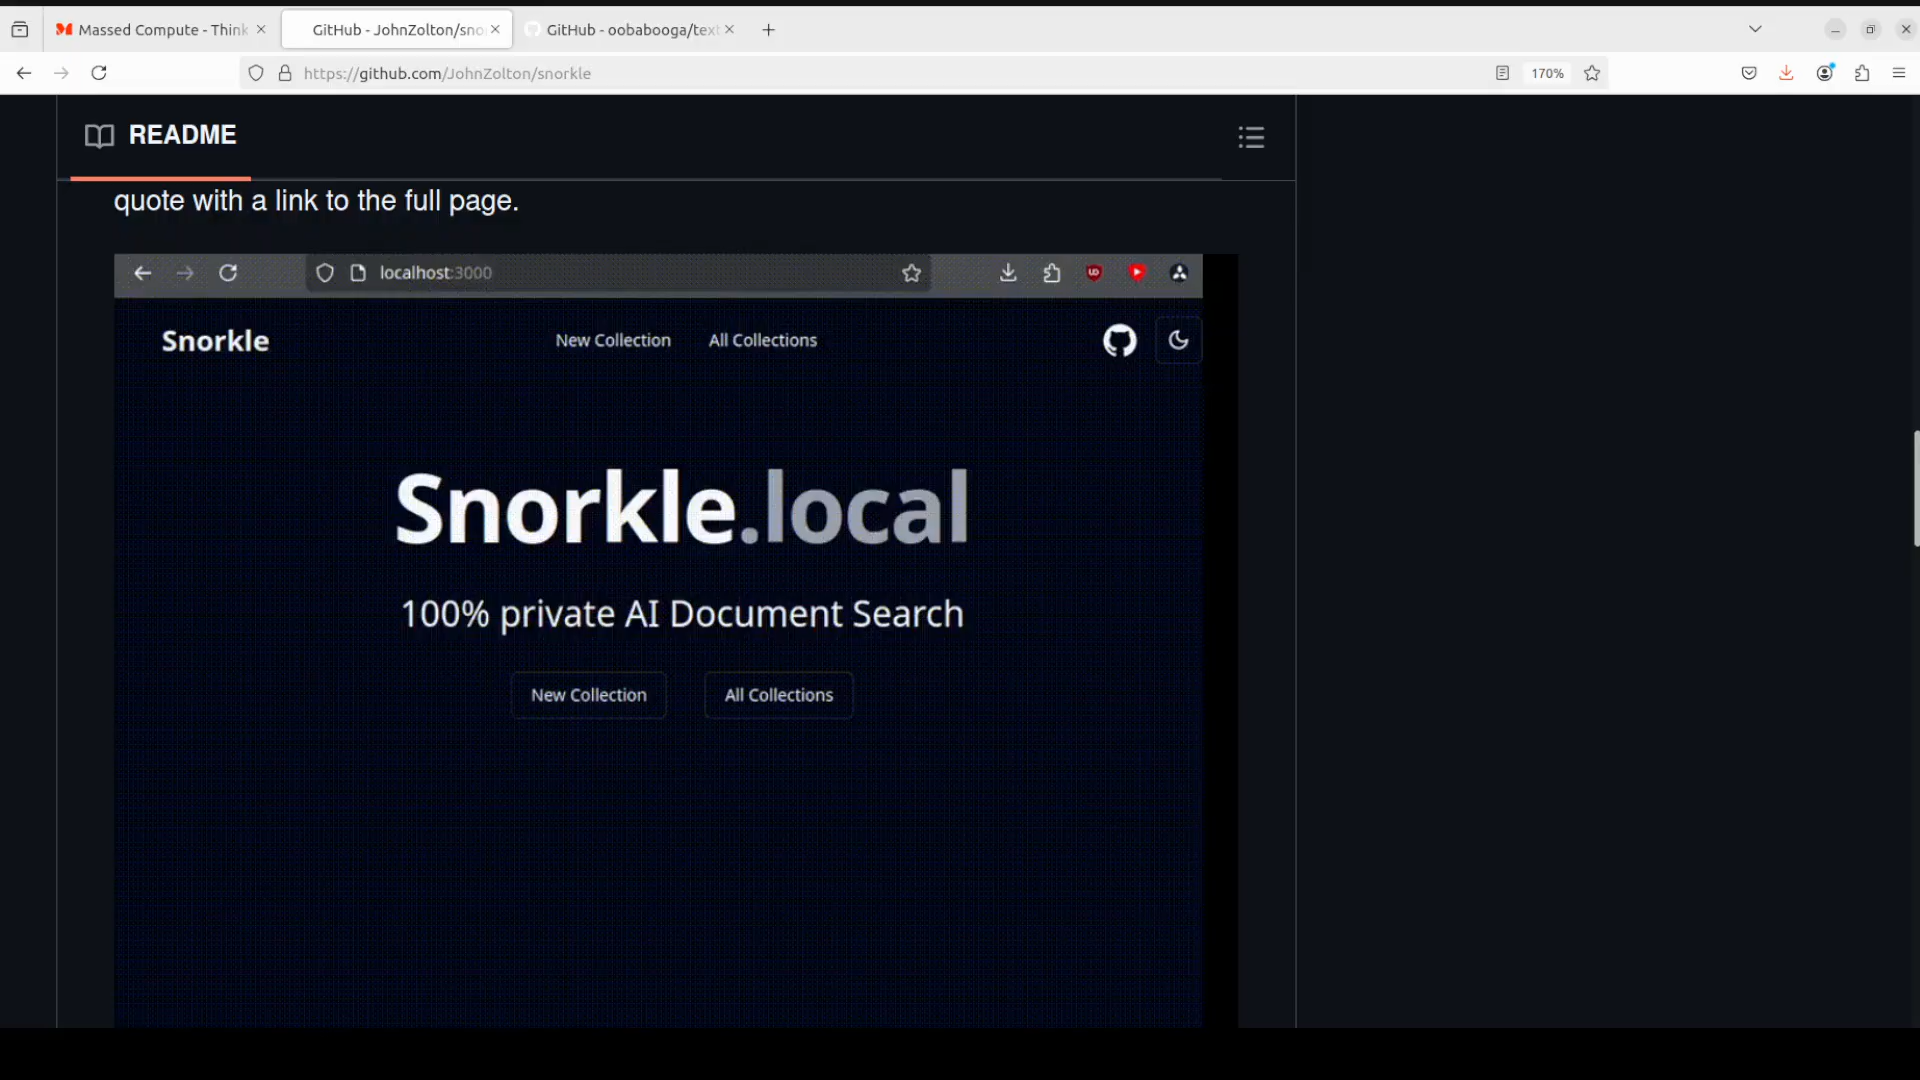 Massed Compute - Think
GitHub - JohnZolton/snor
GitHub - oobabooga/text
https://github.com/JohnZolton/snorkle
170%
README
quote with a link to the full page.
localhost:3000
Snorkle
New Collection
All Collections
Snorkle.local
100% private AI Document Search
New Collection
All Collections